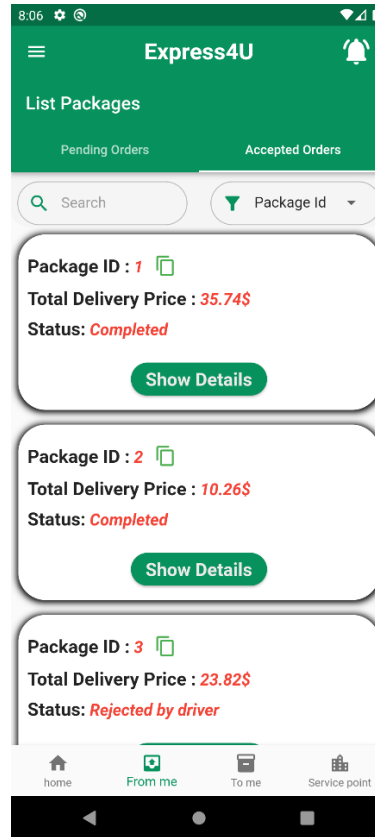 8:06
Express4U
List Packages
Pending Orders Accepted Orders
Search Package Id
Package ID : 1
Total Delivery Price : 35.74$
Status: Completed
Show Details
Package ID : 2
Total Delivery Price : 10.26$
Status: Completed
Show Details
Package ID : 3
Total Delivery Price : 23.82$
Status: Rejected by driver
home From me To me Service point